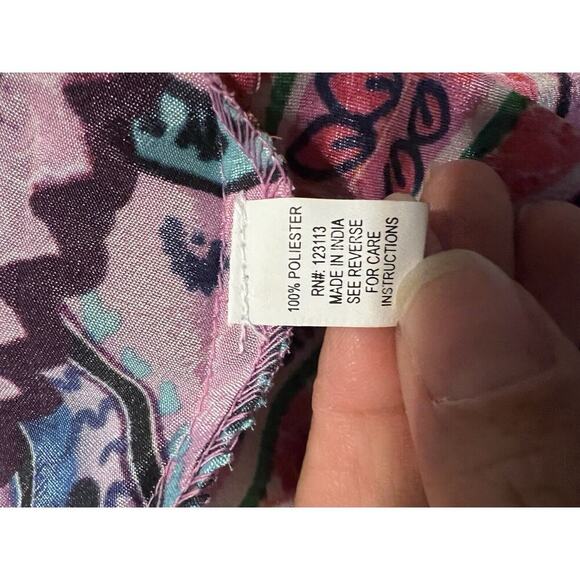 100% POLIESTER
RN#: 123113
MADE IN INDIA
SEE REVERSE
FOR CARE
INSTRUCTIONS